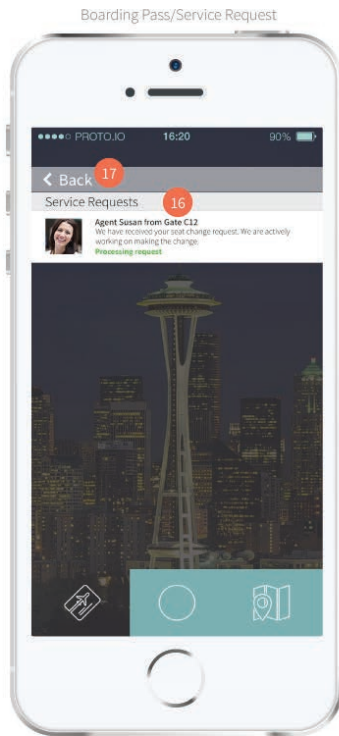 Boarding Pass/Service Request
PROTO.IO 16:20 90%
Back 17
Service Requests 16
Agent Susan from Gate C12
We have received your seat change request. We are actively
working on making the change.
Processing request